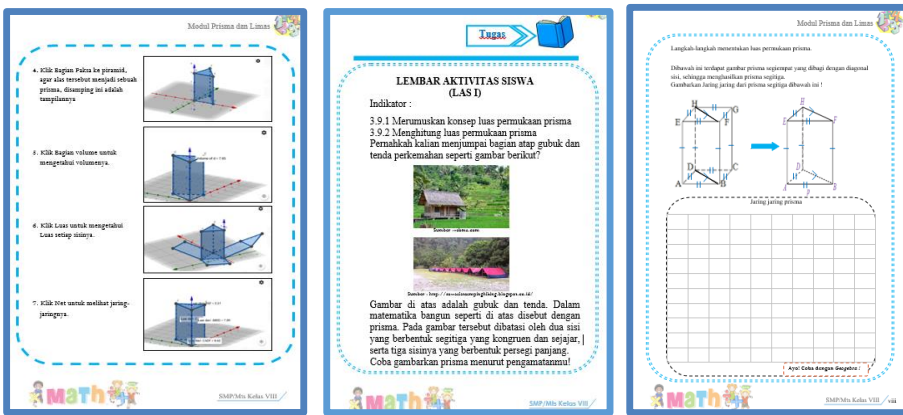 Modul Prisma dan Limas
4. Klik Bagian Paksa ke piramid,
agar alas tersebut menjadi sebuah
prisma, disamping ini adalah
tampilannya
5. Klik Bagian volume untuk
mengetahui volumenya.
6. Klik Luas untuk mengetahui
Luas setiap sisinya.
7. Klik Net untuk melihat jaring-
jaringnya.
MaTH
SMP/Mts Kelas VIII
Tugas
LEMBAR AKTIVITAS SISWA
(LAS I)
Indikator :
3.9.1 Merumuskan konsep luas permukaan prisma
3.9.2 Menghitung luas permukaan prisma
Pernahkah kalian menjumpai bagian atap gubuk dan
tenda perkemahan seperti gambar berikut?
Gambar di atas adalah gubuk dan tenda. Dalam
matematika bangun seperti di atas disebut dengan
prisma. Pada gambar tersebut dibatasi oleh dua sisi
yang berbentuk segitiga yang kongruen dan sejajar,
serta tiga sisinya yang berbentuk persegi panjang.
Coba gambarkan prisma menurut pengamatanmu!
MaTH
SMP/Mts Kelas VIII
Modul Prisma dan Limas
Langkah-langkah menentukan luas permukaan prisma.
Dibawah ini terdapat gambar prisma segiempat yang dibagi dengan diagonal
sisi, sehingga menghasilkan prisma segitiga.
Gambarkan Jaring jaring dari prisma segitiga dibawah ini !
H G
E F
D C
A B
E
E F
D
A B
P
Jaring jaring prisma
Ayo! Coba dengan Geogebra !
MaTH
SMP/Mts Kelas VIII viii